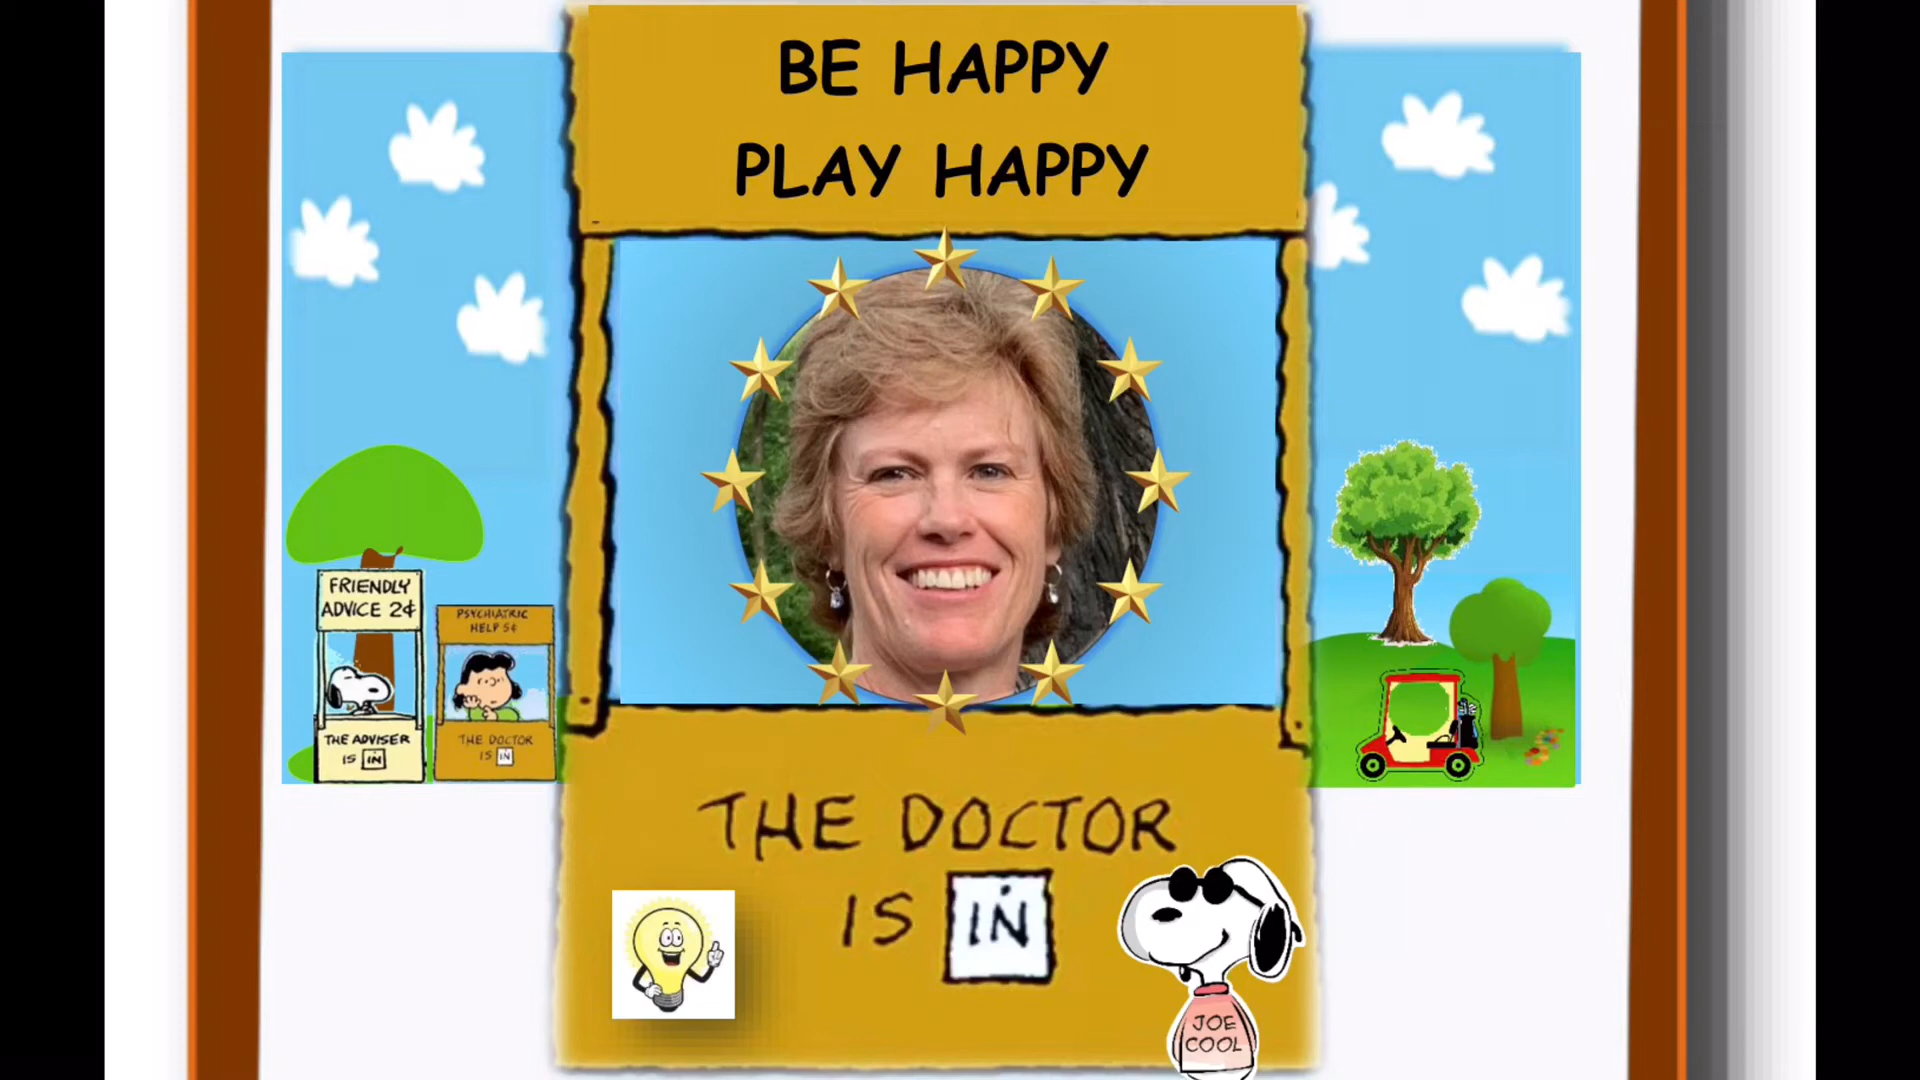 BE HAPPY
PLAY HAPPY
FRIENDLY
ADVICE 2¢
THE ADVISER
IS IN
PSYCHIATRIC
HELP 5¢
THE DOCTOR
IS IN
THE DOCTOR
IS IN
JOE
COOL